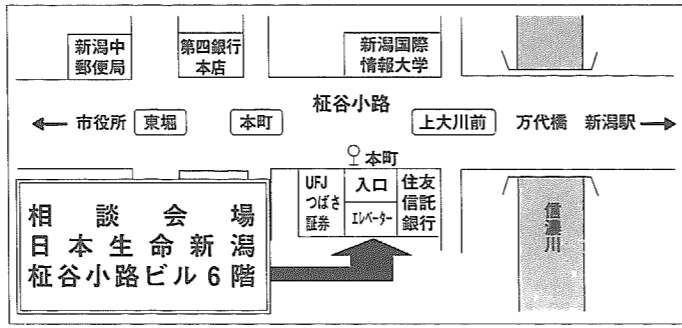 新潟中
郵便局
第四銀行
本店
新潟国際
情報大学
柾谷小路
← 市役所 東堀 本町 上大川前 万代橋 新潟駅 →
本町
UFJ
つばさ
証券
入口
エレベーター
住友
信託
銀行
信濃川
相談会場
日本生命新潟
柾谷小路ビル6階